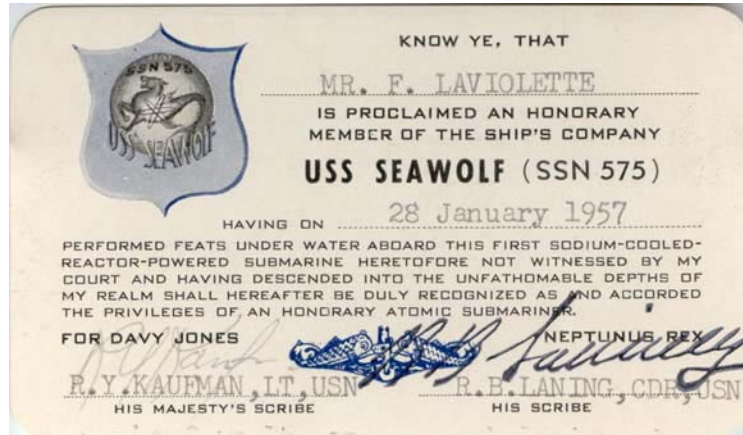 SSN 575
USS SEAWOLF
KNOW YE, THAT
MR. F. LAVIOLETTE
IS PROCLAIMED AN HONORARY
MEMBER OF THE SHIP'S COMPANY
USS SEAWOLF (SSN 575)
HAVING ON 28 January 1957
PERFORMED FEATS UNDER WATER ABOARD THIS FIRST SODIUM-COOLED-
REACTOR-POWERED SUBMARINE HERETOFORE NOT WITNESSED BY MY
COURT AND HAVING DESCENDED INTO THE UNFATHOMABLE DEPTHS OF
MY REALM SHALL HEREAFTER BE DULY RECOGNIZED AS AND ACCORDED
THE PRIVILEGES OF AN HONORARY ATOMIC SUBMARINER.
FOR DAVY JONES NEPTUNUS REX
R.Y.KAUFMAN,LT,USN R.B.LANING,CDR,USN
HIS MAJESTY'S SCRIBE HIS SCRIBE